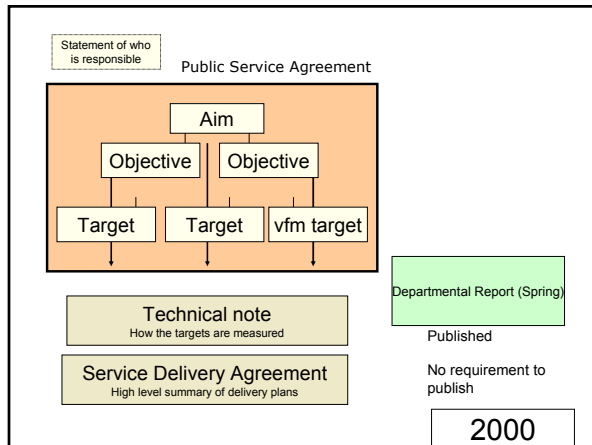 Statement of who
is responsible
Public Service Agreement
Aim
Objective
Objective
Target
Target
vfm target
Departmental Report (Spring)
Technical note
How the targets are measured
Published
Service Delivery Agreement
High level summary of delivery plans
No requirement to
publish
2000